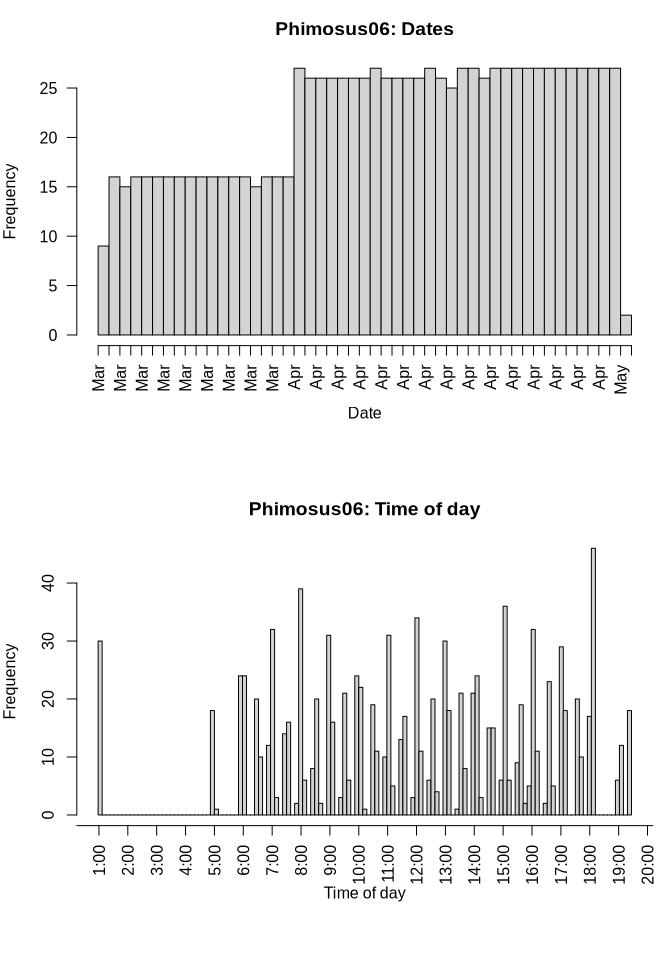 Phimosus06: Dates
25
20
15
10
5
0
Frequency
Mar Mar Mar Mar Mar Mar Mar Mar Mar Apr Apr Apr Apr Apr Apr Apr Apr Apr Apr Apr Apr Apr Apr Apr May
Date
Phimosus06: Time of day
40
30
20
10
0
Frequency
1:00 2:00 3:00 4:00 5:00 6:00 7:00 8:00 9:00 10:00 11:00 12:00 13:00 14:00 15:00 16:00 17:00 18:00 19:00 20:00
Time of day